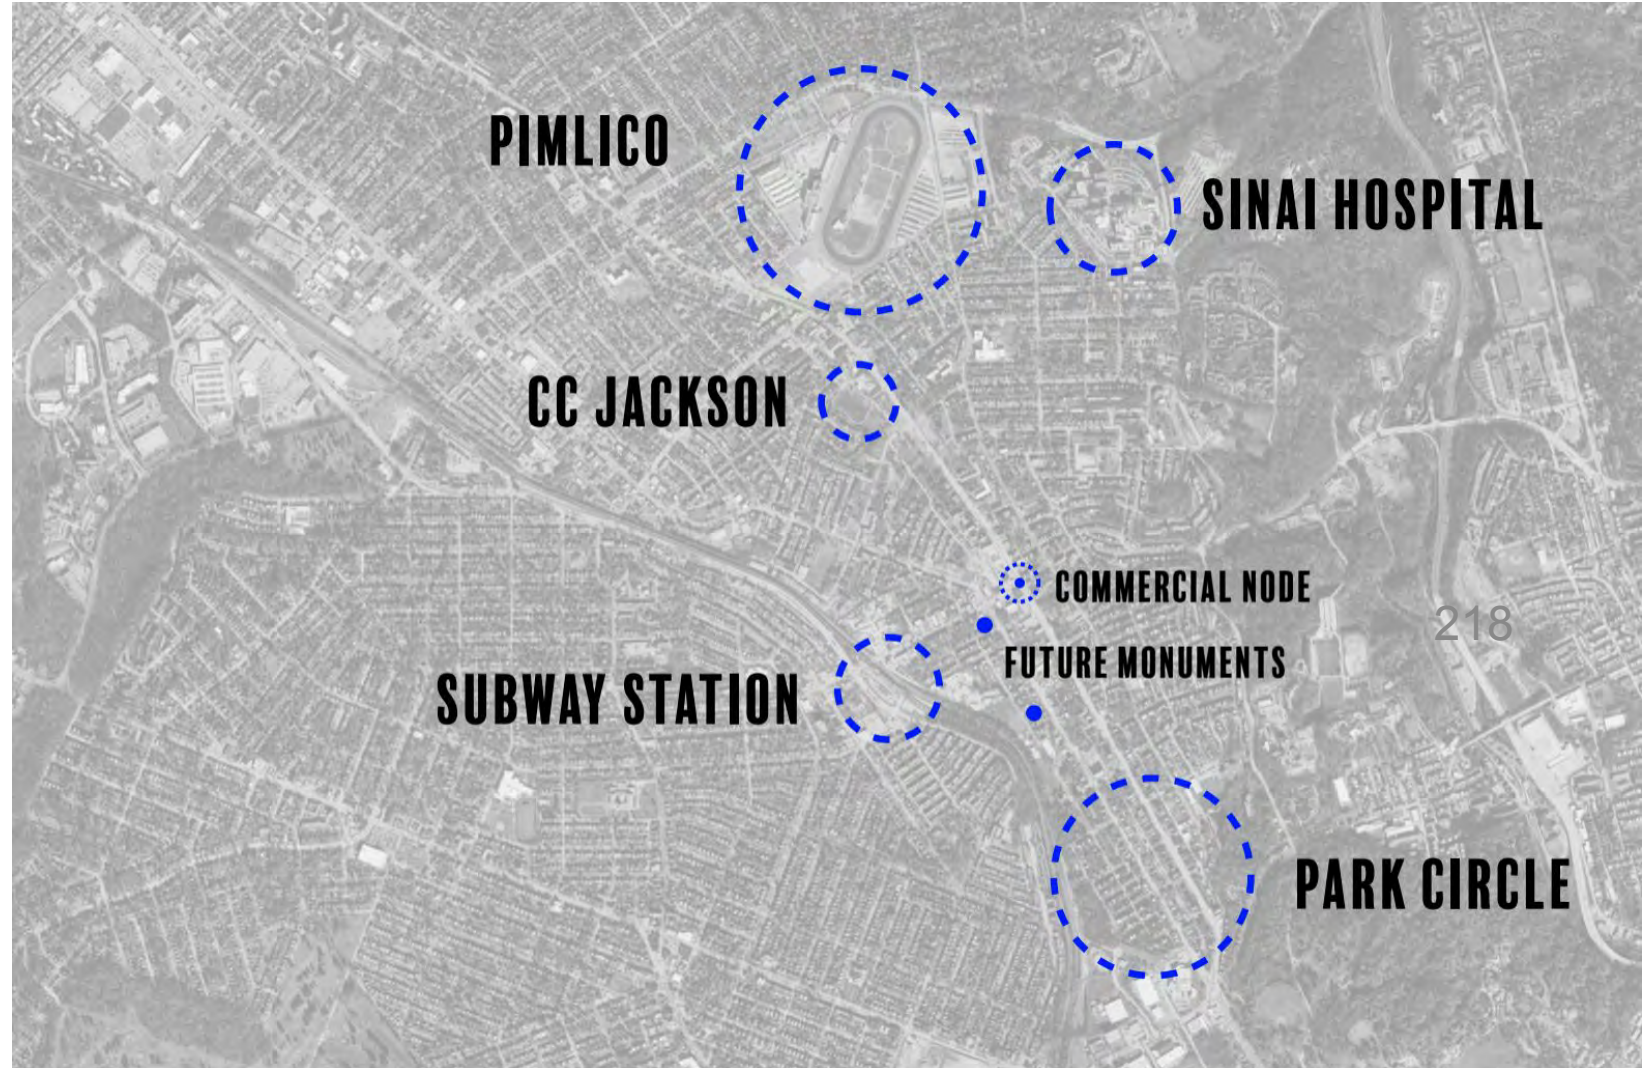 PIMLICO
SINAI HOSPITAL
CC JACKSON
COMMERCIAL NODE
218
FUTURE MONUMENTS
SUBWAY STATION
PARK CIRCLE